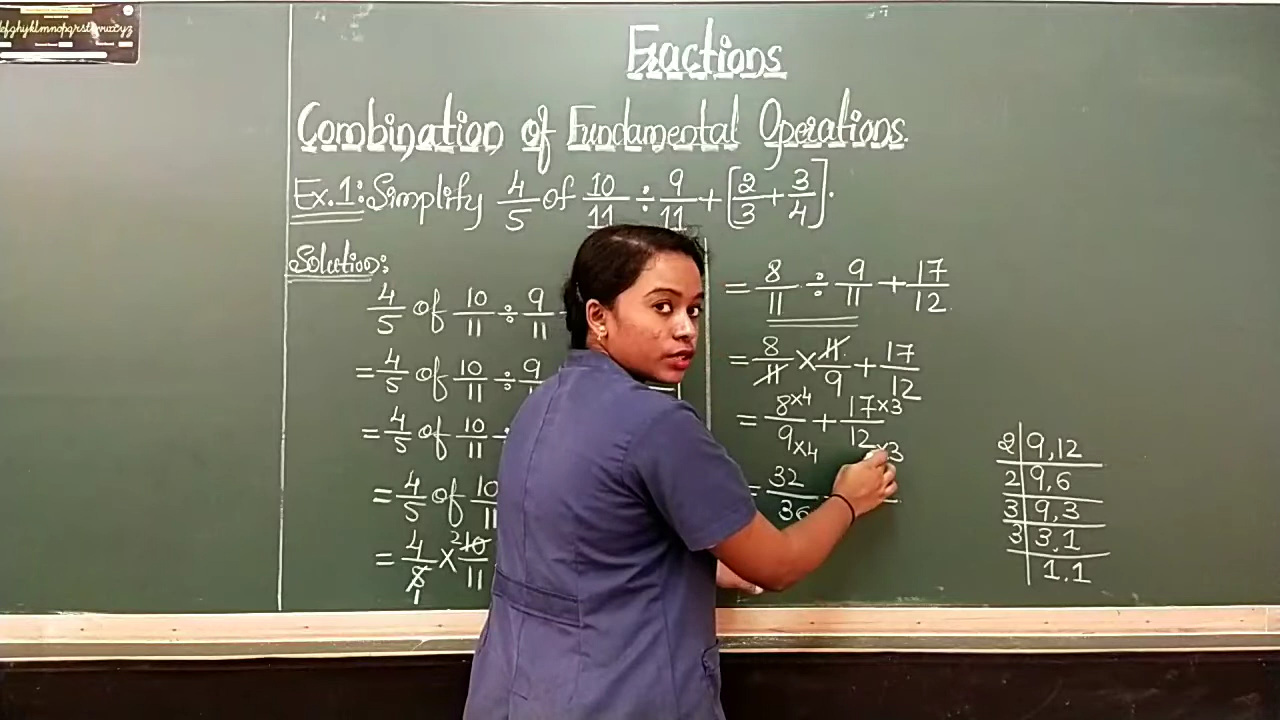 Fractions
Combination of Fundamental Operations.
Ex.1: Simplify 4/5 of 10/11 ÷ 9/11 + [2/3 + 3/4].
Solution:
4/5 of 10/11 ÷ 9/11
= 4/5 of 10/11 ÷ 9/
= 4/5 of 10/11
= 4/5 of 10/11
= 4/5 × 10/11
1
2
= 8/11 ÷ 9/11 + 17/12
= 8/11 × 11/9 + 17/12
= 8×4/9×4 + 17×3/12×3
= 32/36
2 | 9,12
2 | 9,6
3 | 9,3
3 | 3,1
1.1